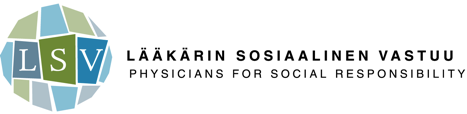 LSV
LÄÄKÄRIN SOSIAALINEN VASTUU
PHYSICIANS FOR SOCIAL RESPONSIBILITY